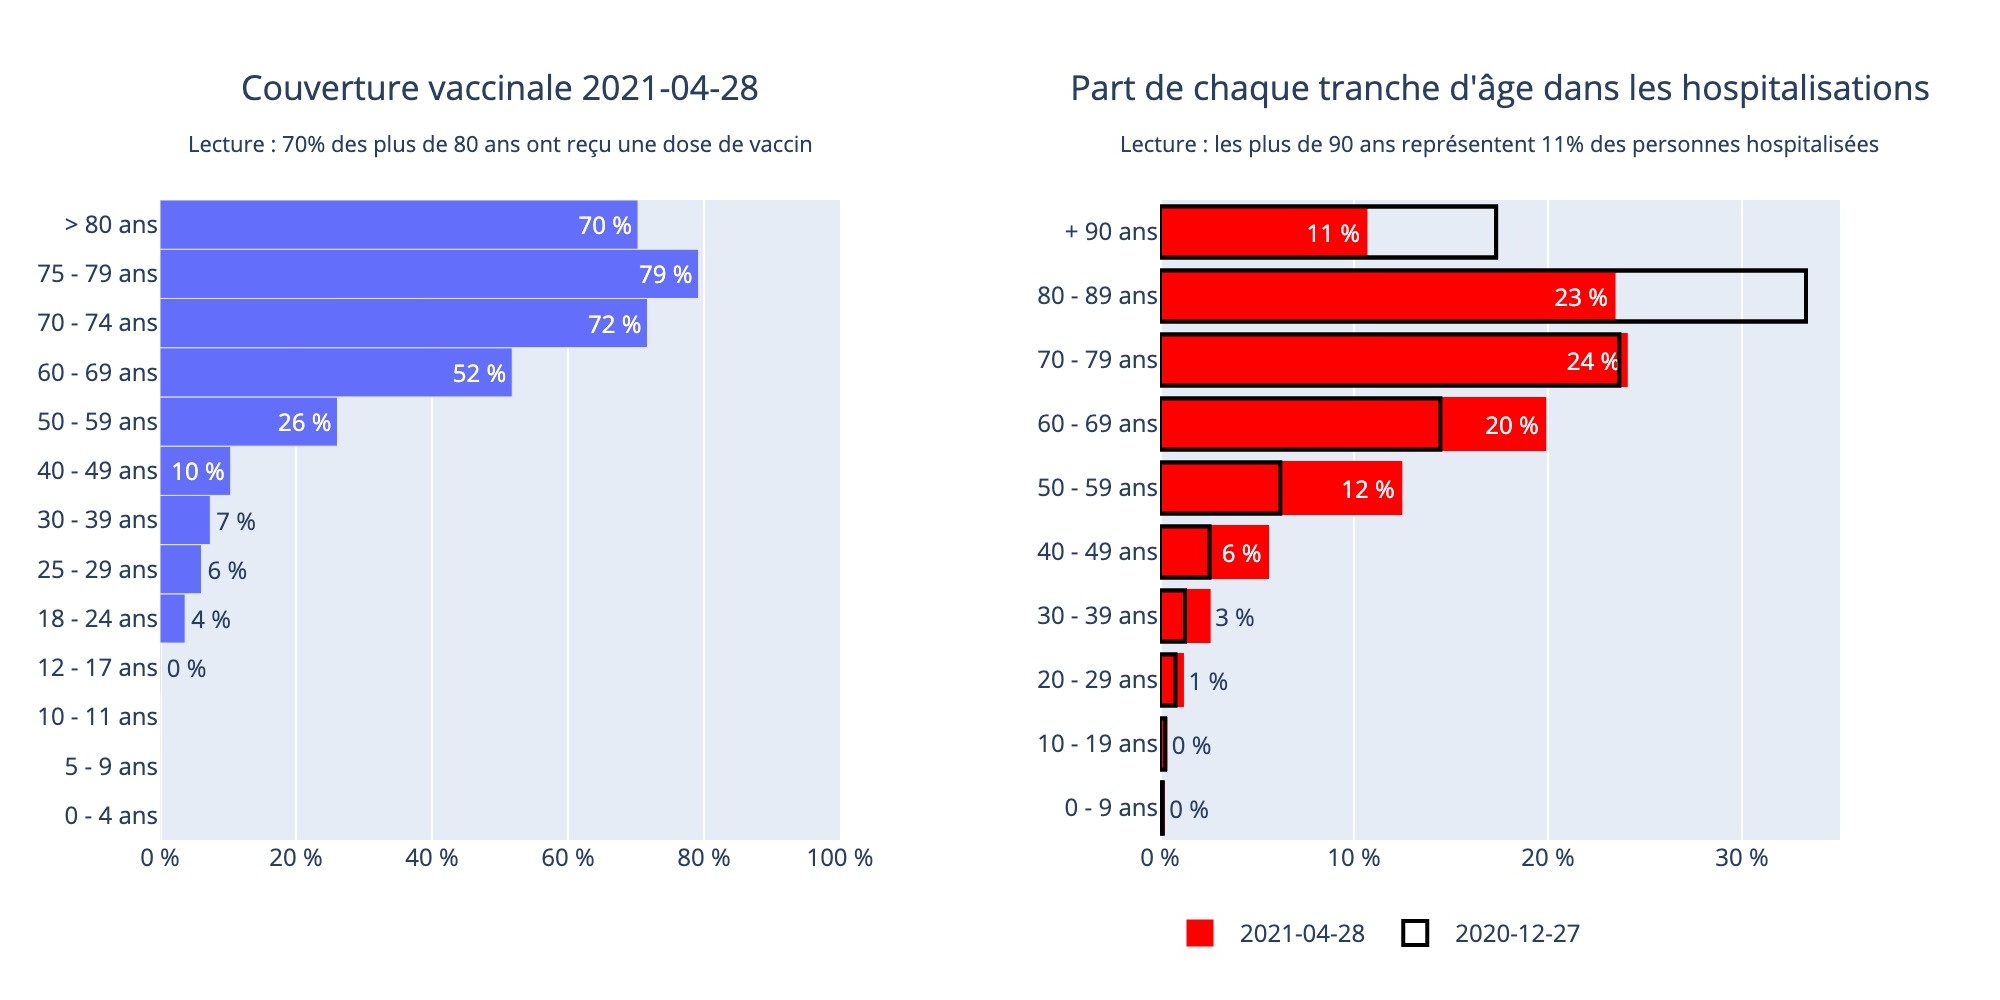 Couverture vaccinale 2021-04-28
Lecture : 70% des plus de 80 ans ont reçu une dose de vaccin
> 80 ans 70 %
75 - 79 ans 79 %
70 - 74 ans 72 %
60 - 69 ans 52 %
50 - 59 ans 26 %
40 - 49 ans 10 %
30 - 39 ans 7 %
25 - 29 ans 6 %
18 - 24 ans 4 %
12 - 17 ans 0 %
10 - 11 ans
5 - 9 ans
0 - 4 ans
0 % 20 % 40 % 60 % 80 % 100 %
Part de chaque tranche d'âge dans les hospitalisations
Lecture : les plus de 90 ans représentent 11% des personnes hospitalisées
+ 90 ans 11 %
80 - 89 ans 23 %
70 - 79 ans 24 %
60 - 69 ans 20 %
50 - 59 ans 12 %
40 - 49 ans 6 %
30 - 39 ans 3 %
20 - 29 ans 1 %
10 - 19 ans 0 %
0 - 9 ans 0 %
0 % 10 % 20 % 30 %
2021-04-28 2020-12-27